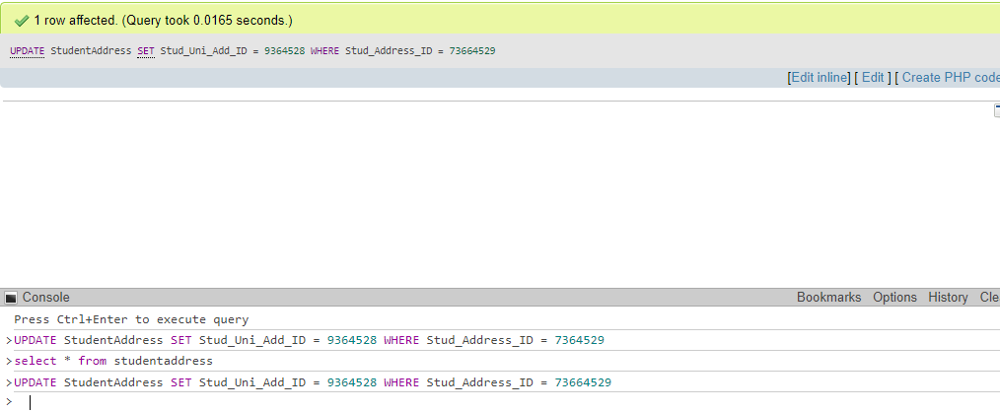 1 row affected. (Query took 0.0165 seconds.)
UPDATE StudentAddress SET Stud_Uni_Add_ID = 9364528 WHERE Stud_Address_ID = 73664529
[Edit inline] [ Edit ] [ Create PHP code
Console
Bookmarks Options History Cle
Press Ctrl+Enter to execute query
>UPDATE StudentAddress SET Stud_Uni_Add_ID = 9364528 WHERE Stud_Address_ID = 7364529
>select * from studentaddress
>UPDATE StudentAddress SET Stud_Uni_Add_ID = 9364528 WHERE Stud_Address_ID = 73664529
>